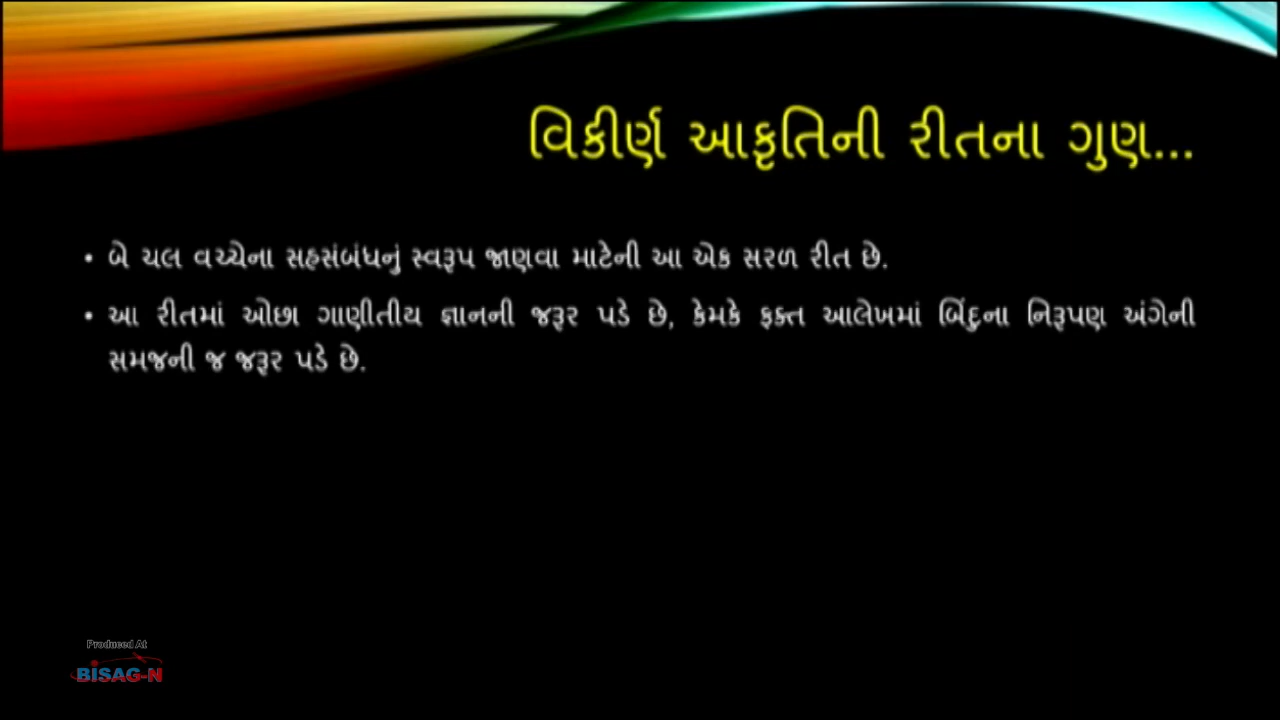 વિકીર્ણ આકૃતિની રીતના ગુણ...
• બે ચલ વચ્ચેના સહસંબંધનું સ્વરૂપ જાણવા માટેની આ એક સરળ રીત છે.
• આ રીતમાં ઓછા ગાણીતીય જ્ઞાનની જરૂર પડે છે, કેમકે ફક્ત આલેખમાં બિંદુના નિરૂપણ અંગેની
સમજની જ જરૂર પડે છે.
Produced At
BISAG-N